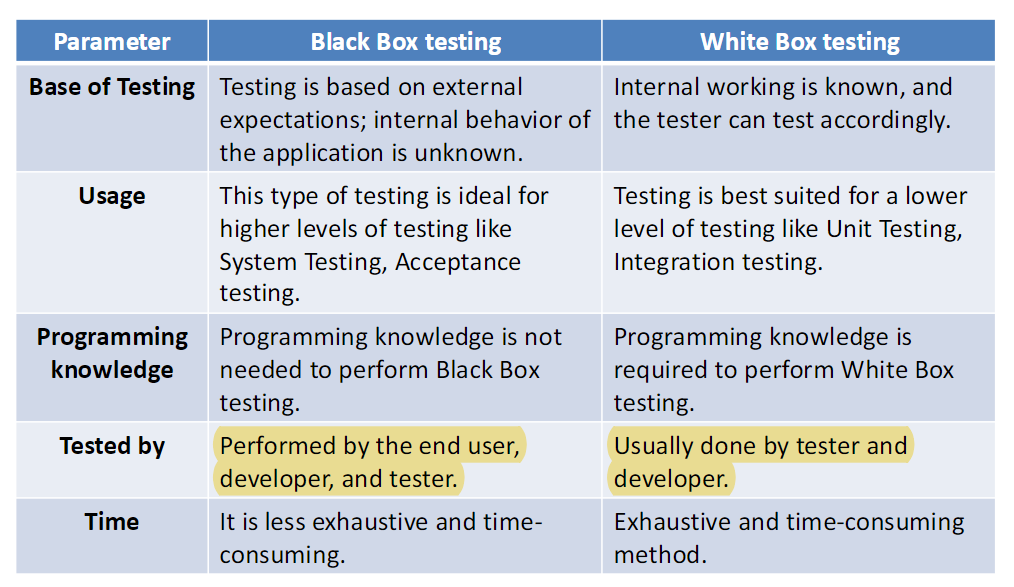 Parameter
Black Box testing
White Box testing
Base of Testing
Testing is based on external
expectations; internal behavior of
the application is unknown.
Internal working is known, and
the tester can test accordingly.
Usage
This type of testing is ideal for
higher levels of testing like
System Testing, Acceptance
testing.
Testing is best suited for a lower
level of testing like Unit Testing,
Integration testing.
Programming
knowledge
Programming knowledge is not
needed to perform Black Box
testing.
Programming knowledge is
required to perform White Box
testing.
Tested by
Performed by the end user,
developer, and tester.
Usually done by tester and
developer.
Time
It is less exhaustive and time-
consuming.
Exhaustive and time-consuming
method.